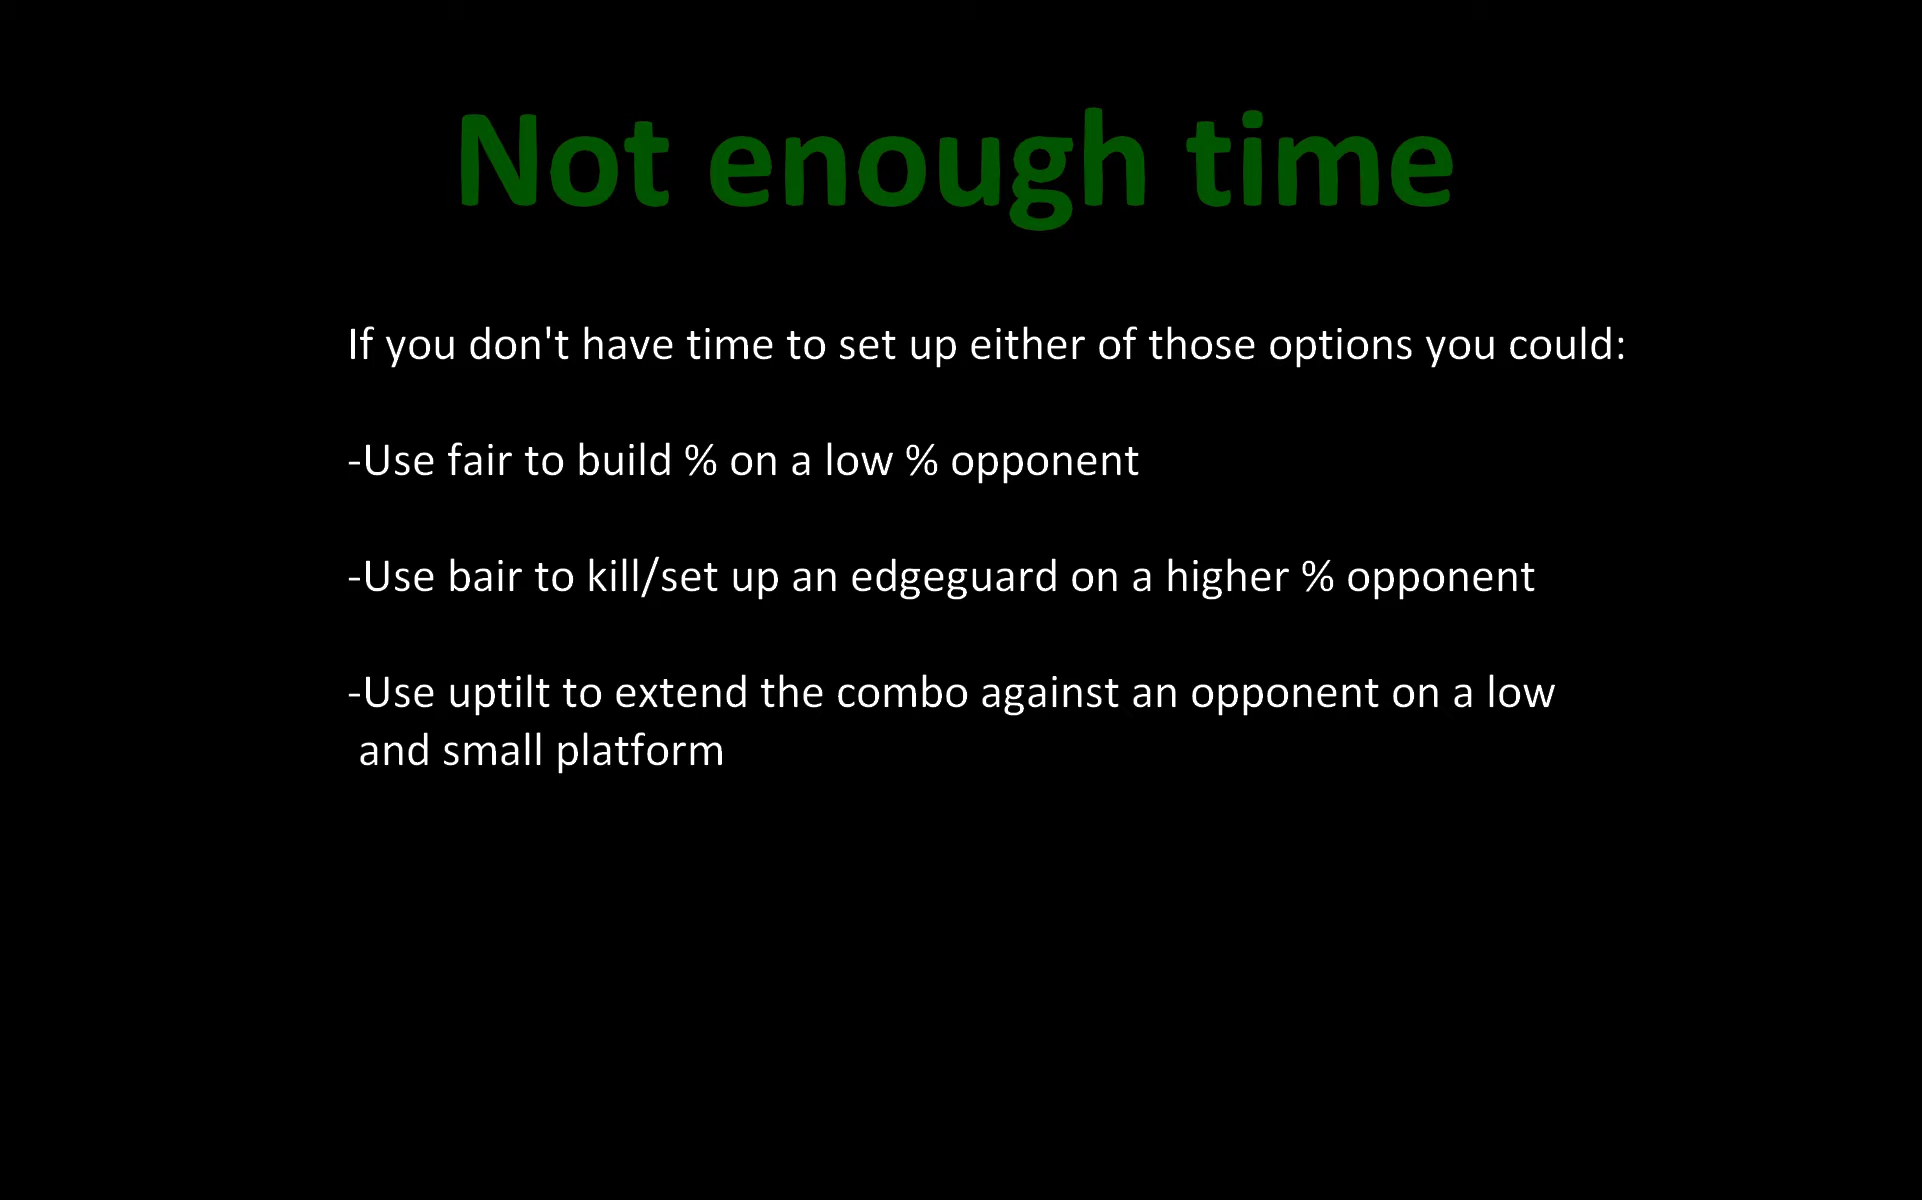 Not enough time
If you don't have time to set up either of those options you could:
-Use fair to build % on a low % opponent
-Use bair to kill/set up an edgeguard on a higher % opponent
-Use uptilt to extend the combo against an opponent on a low
and small platform